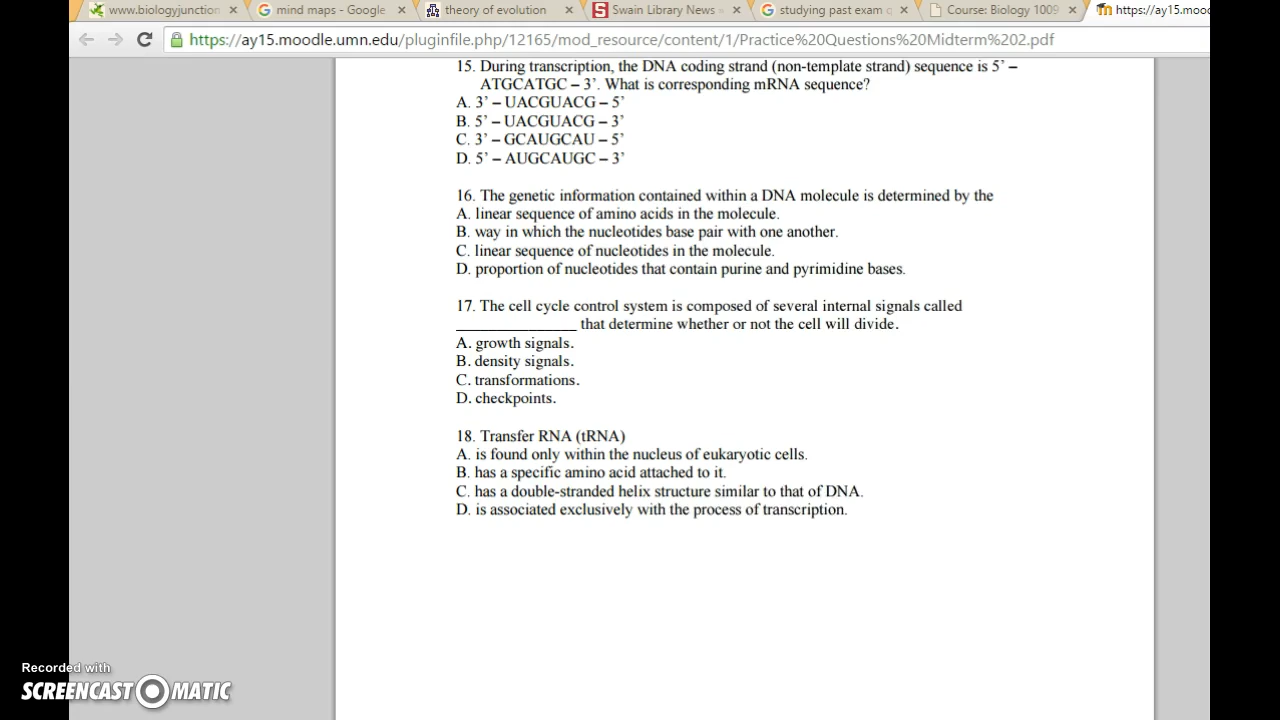 www.biologyjunction
mind maps - Google
theory of evolution
Swain Library News
studying past exam q
Course: Biology 1009
https://ay15.moo
https://ay15.moodle.umn.edu/pluginfile.php/12165/mod_resource/content/1/Practice%20Questions%20Midterm%202.pdf
15. During transcription, the DNA coding strand (non-template strand) sequence is 5’ –
ATGCATGC – 3’. What is corresponding mRNA sequence?
A. 3’ – UACGUACG – 5’
B. 5’ – UACGUACG – 3’
C. 3’ – GCAUGCAU – 5’
D. 5’ – AUGCAUGC – 3’
16. The genetic information contained within a DNA molecule is determined by the
A. linear sequence of amino acids in the molecule.
B. way in which the nucleotides base pair with one another.
C. linear sequence of nucleotides in the molecule.
D. proportion of nucleotides that contain purine and pyrimidine bases.
17. The cell cycle control system is composed of several internal signals called
________________ that determine whether or not the cell will divide.
A. growth signals.
B. density signals.
C. transformations.
D. checkpoints.
18. Transfer RNA (tRNA)
A. is found only within the nucleus of eukaryotic cells.
B. has a specific amino acid attached to it.
C. has a double-stranded helix structure similar to that of DNA.
D. is associated exclusively with the process of transcription.
Recorded with
SCREENCAST MATIC